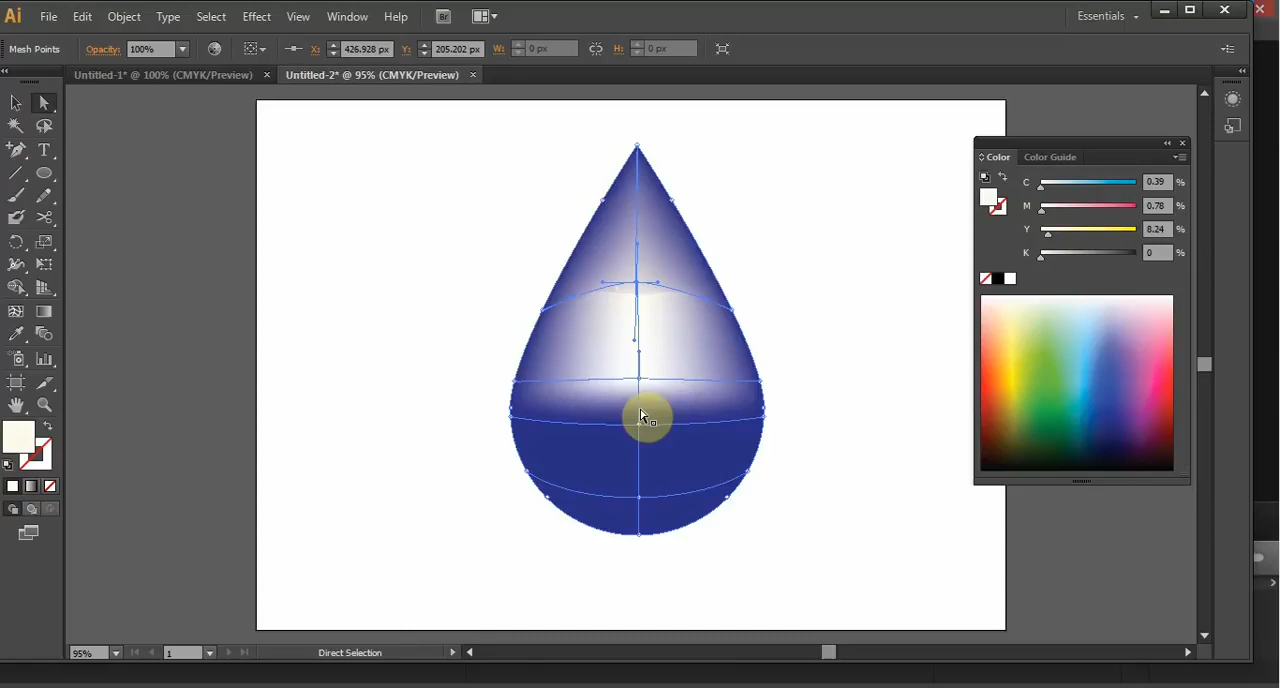 Ai File Edit Object Type Select Effect View Window Help Br Essentials
Mesh Points Opacity: 100% X: 426.928 px Y: 205.202 px W: 0 px H: 0 px
Untitled-1* @ 100% (CMYK/Preview) × Untitled-2* @ 95% (CMYK/Preview) ×
Color Color Guide
C 0.39 %
M 0.78 %
Y 8.24 %
K 0 %
T
95% 1 Direct Selection